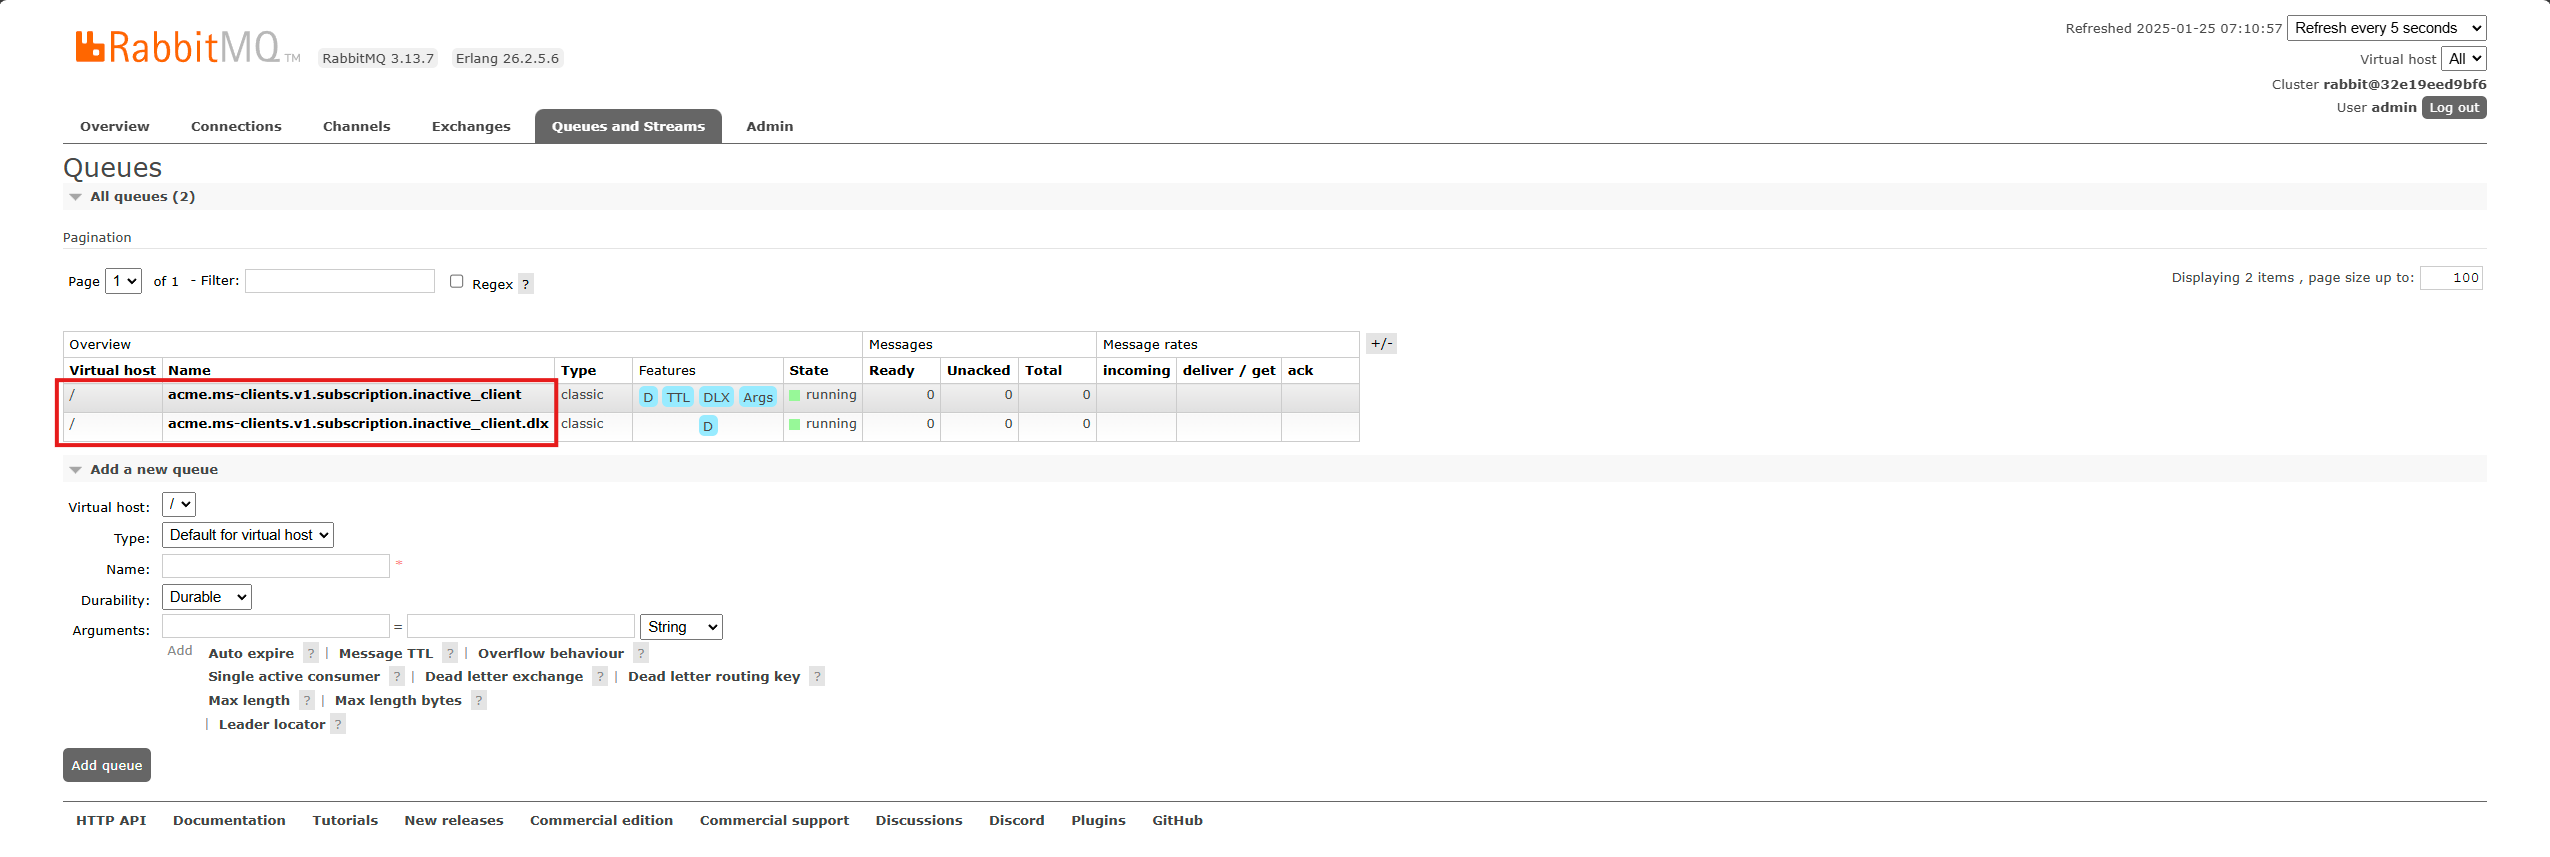 RabbitMQ TM RabbitMQ 3.13.7 Erlang 26.2.5.6
Refreshed 2025-01-25 07:10:57 Refresh every 5 seconds
Virtual host All
Cluster rabbit@32e19eed9bf6
User admin Log out
Overview Connections Channels Exchanges Queues and Streams Admin
Queues
All queues (2)
Pagination
Page 1 of 1 - Filter: Regex ? Displaying 2 items , page size up to: 100
Overview Messages Message rates +/-
Virtual host Name Type Features State Ready Unacked Total incoming deliver / get ack
/ acme.ms-clients.v1.subscription.inactive_client classic D TTL DLX Args running 0 0 0
/ acme.ms-clients.v1.subscription.inactive_client.dlx classic D running 0 0 0
Add a new queue
Virtual host: /
Type: Default for virtual host
Name: *
Durability: Durable
Arguments: = String
Add Auto expire ? | Message TTL ? | Overflow behaviour ?
Single active consumer ? | Dead letter exchange ? | Dead letter routing key ?
Max length ? | Max length bytes ?
| Leader locator ?
Add queue
HTTP API Documentation Tutorials New releases Commercial edition Commercial support Discussions Discord Plugins GitHub